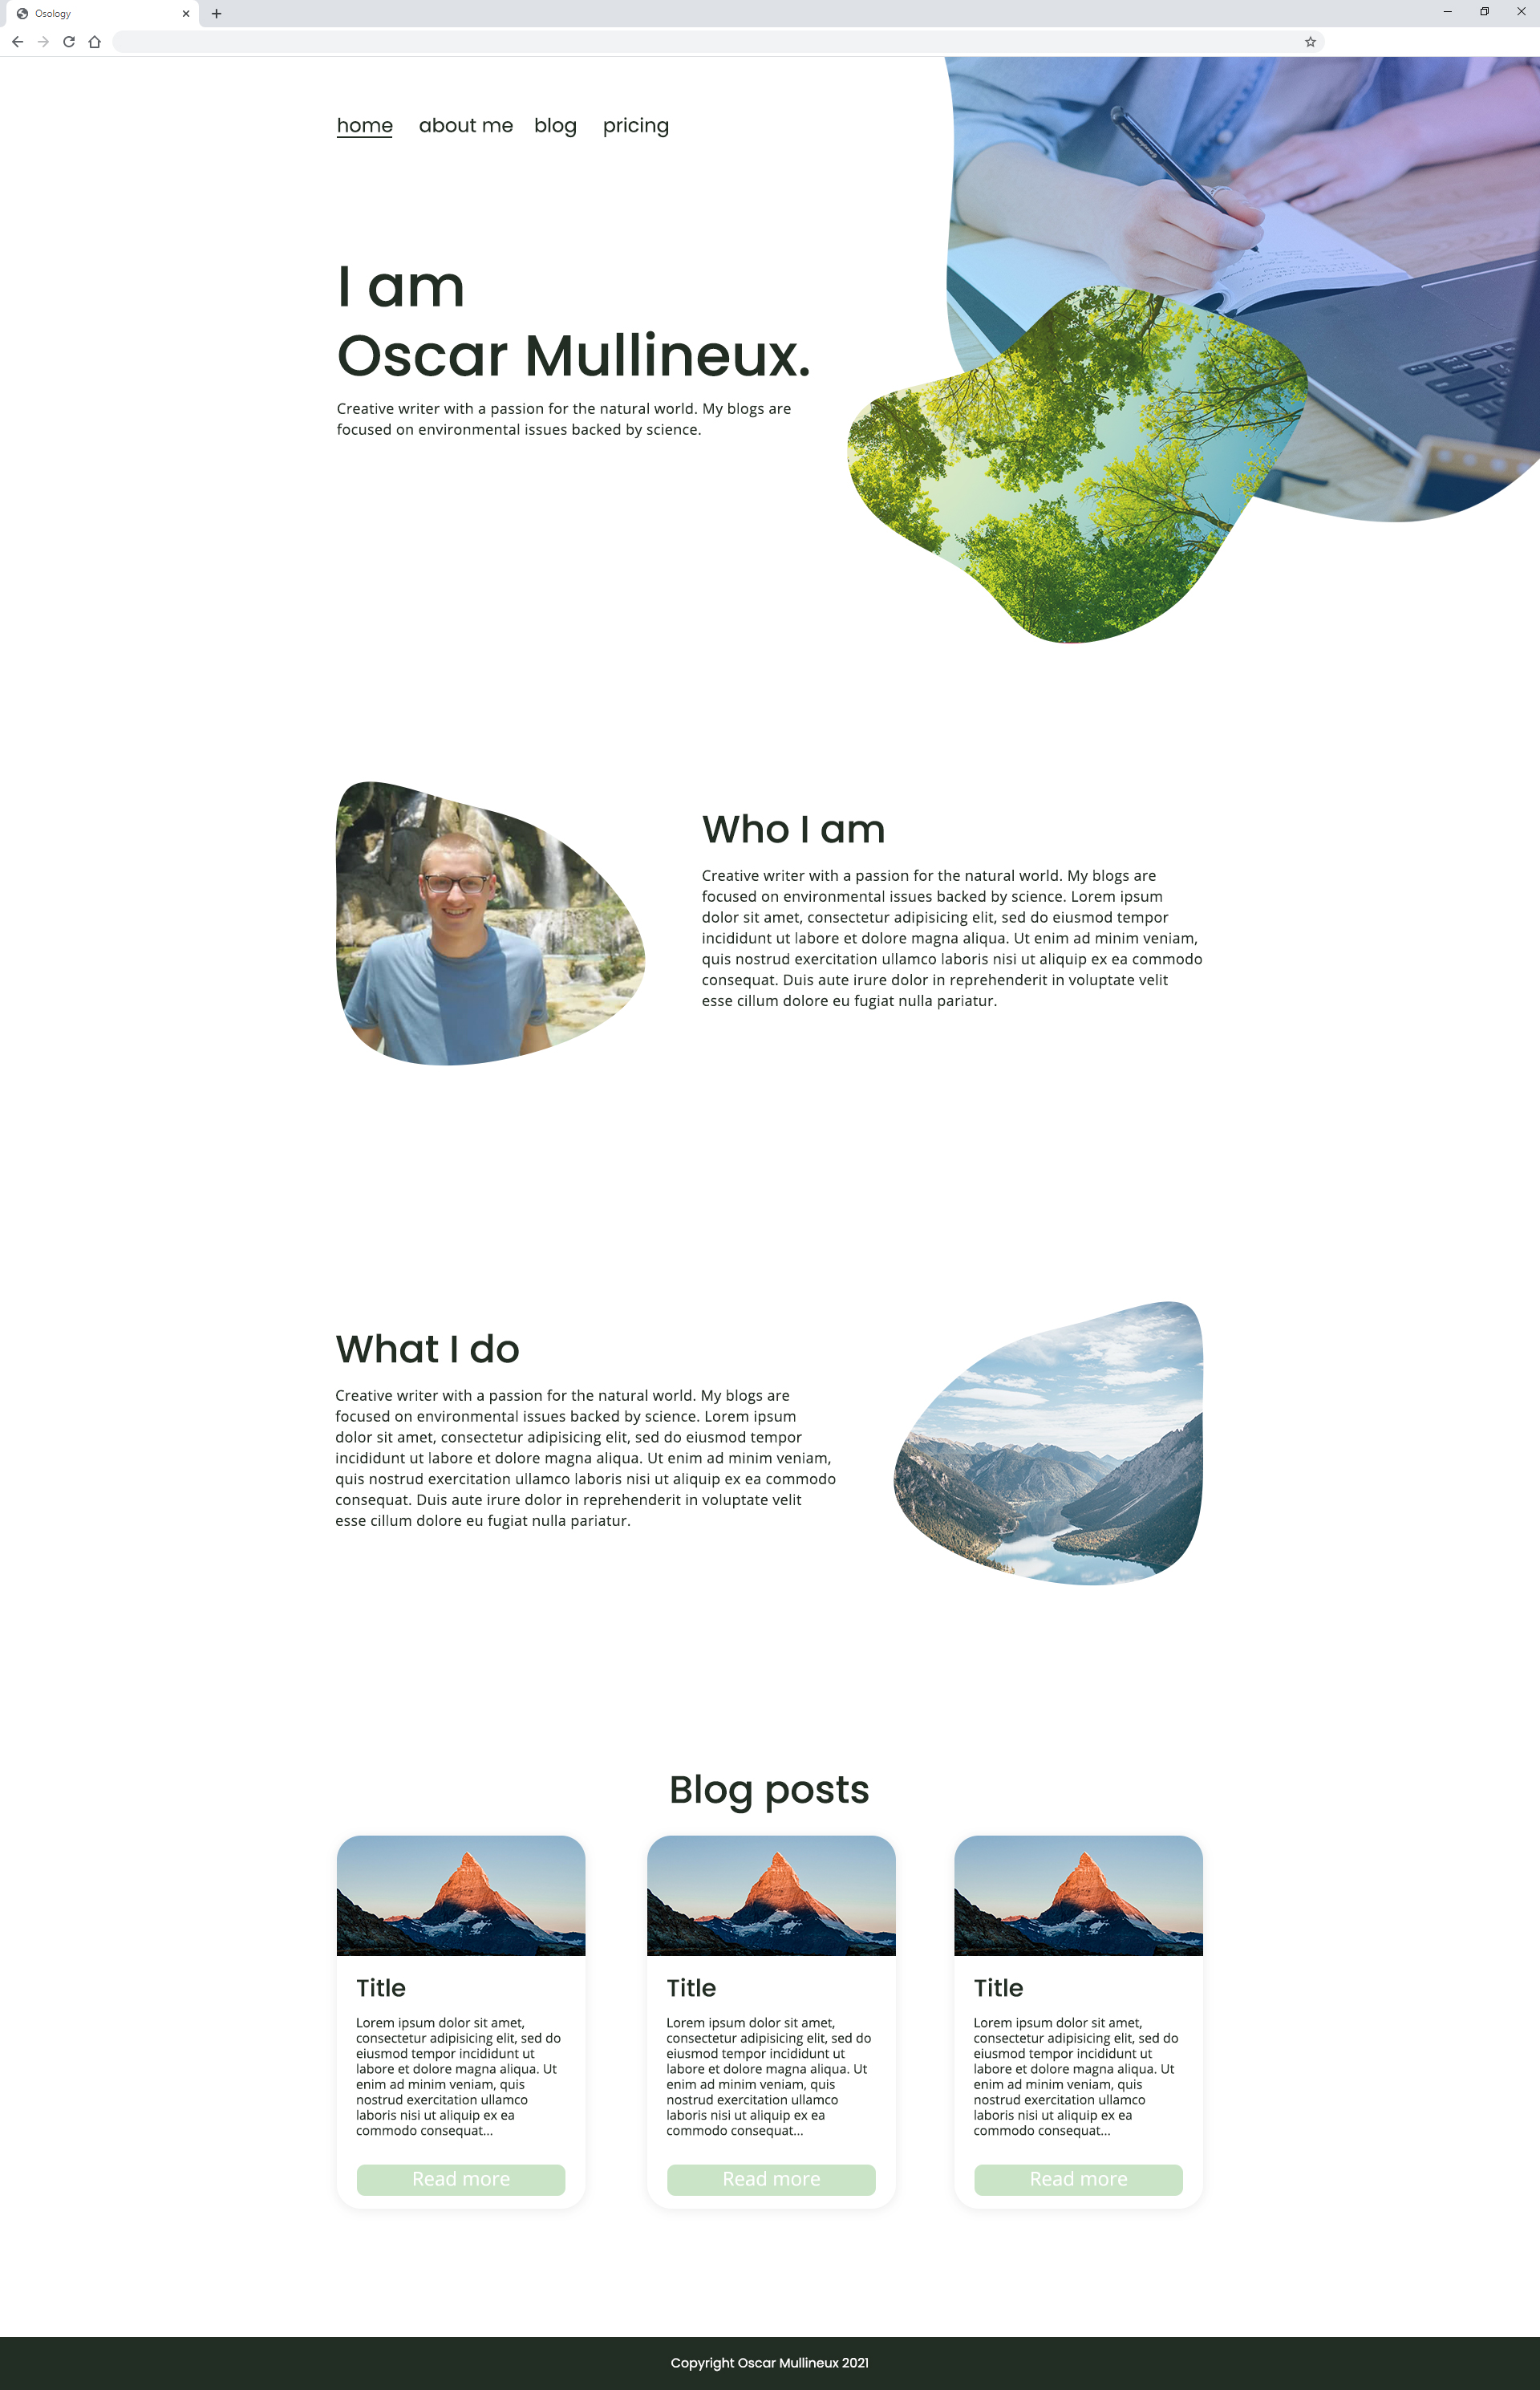 Osology
home about me blog pricing
I am
Oscar Mullineux.
Creative writer with a passion for the natural world. My blogs are
focused on environmental issues backed by science.
Who I am
Creative writer with a passion for the natural world. My blogs are
focused on environmental issues backed by science. Lorem ipsum
dolor sit amet, consectetur adipisicing elit, sed do eiusmod tempor
incididunt ut labore et dolore magna aliqua. Ut enim ad minim veniam,
quis nostrud exercitation ullamco laboris nisi ut aliquip ex ea commodo
consequat. Duis aute irure dolor in reprehenderit in voluptate velit
esse cillum dolore eu fugiat nulla pariatur.
What I do
Creative writer with a passion for the natural world. My blogs are
focused on environmental issues backed by science. Lorem ipsum
dolor sit amet, consectetur adipisicing elit, sed do eiusmod tempor
incididunt ut labore et dolore magna aliqua. Ut enim ad minim veniam,
quis nostrud exercitation ullamco laboris nisi ut aliquip ex ea commodo
consequat. Duis aute irure dolor in reprehenderit in voluptate velit
esse cillum dolore eu fugiat nulla pariatur.
Blog posts
Title
Lorem ipsum dolor sit amet,
consectetur adipisicing elit, sed do
eiusmod tempor incididunt ut
labore et dolore magna aliqua. Ut
enim ad minim veniam, quis
nostrud exercitation ullamco
laboris nisi ut aliquip ex ea
commodo consequat...
Read more
Title
Lorem ipsum dolor sit amet,
consectetur adipisicing elit, sed do
eiusmod tempor incididunt ut
labore et dolore magna aliqua. Ut
enim ad minim veniam, quis
nostrud exercitation ullamco
laboris nisi ut aliquip ex ea
commodo consequat...
Read more
Title
Lorem ipsum dolor sit amet,
consectetur adipisicing elit, sed do
eiusmod tempor incididunt ut
labore et dolore magna aliqua. Ut
enim ad minim veniam, quis
nostrud exercitation ullamco
laboris nisi ut aliquip ex ea
commodo consequat...
Read more
Copyright Oscar Mullineux 2021